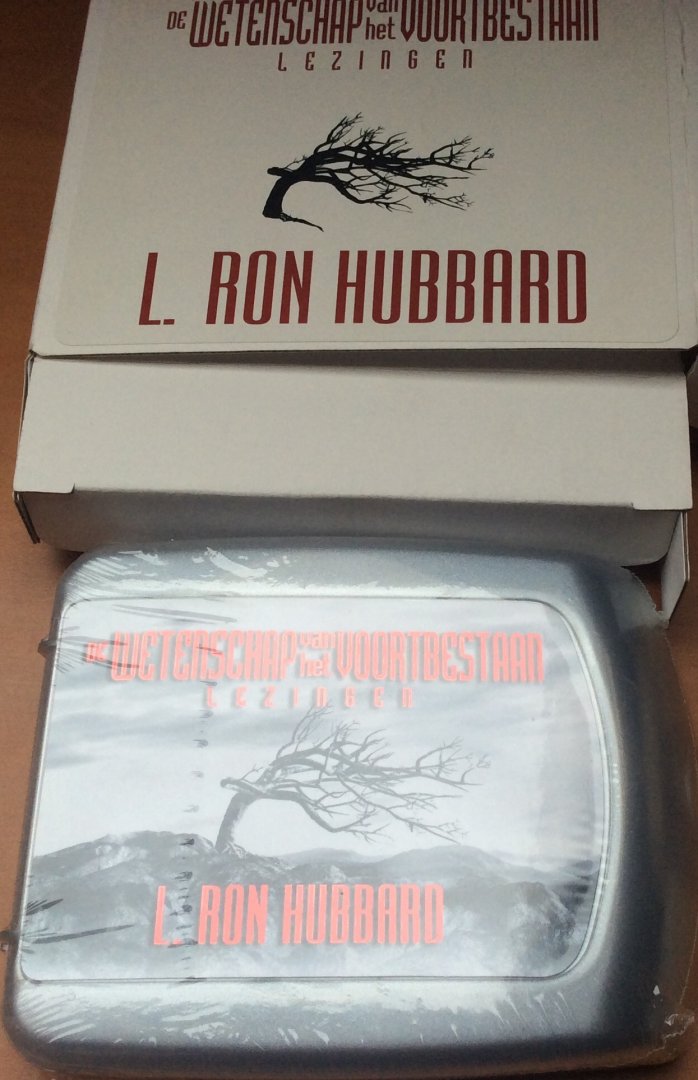 DE WETENSCHAP van het VOORTBESTAAN
LEZINGEN
L. RON HUBBARD
DE WETENSCHAP van het VOORTBESTAAN
LEZINGEN
L. RON HUBBARD